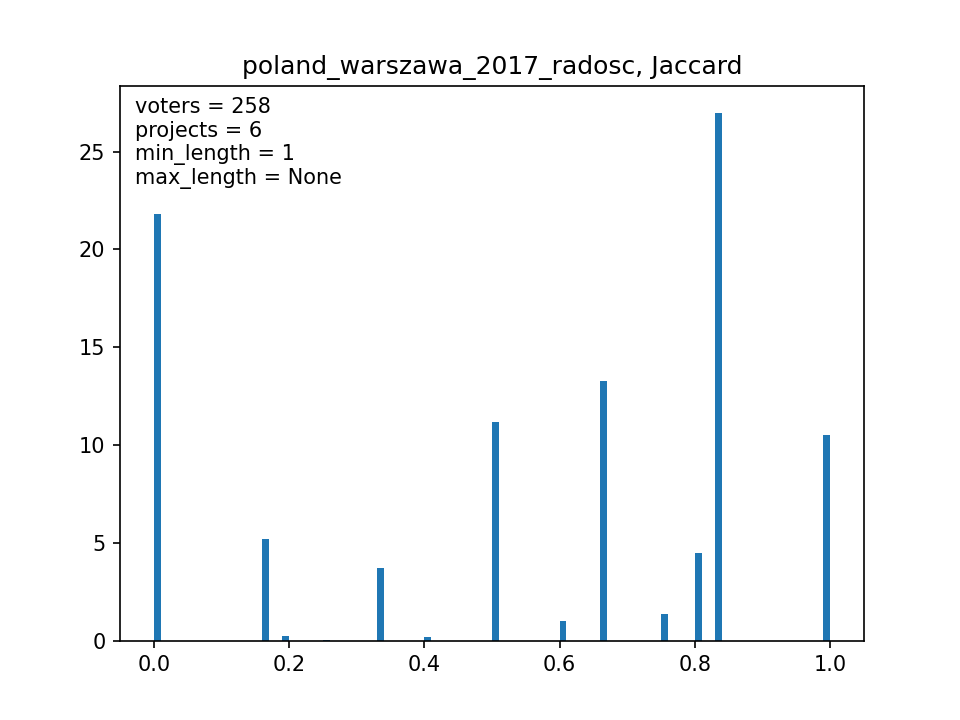 poland_warszawa_2017_radosc, Jaccard
voters = 258
projects = 6
min_length = 1
max_length = None
25
20
15
10
5
0
0.0 0.2 0.4 0.6 0.8 1.0